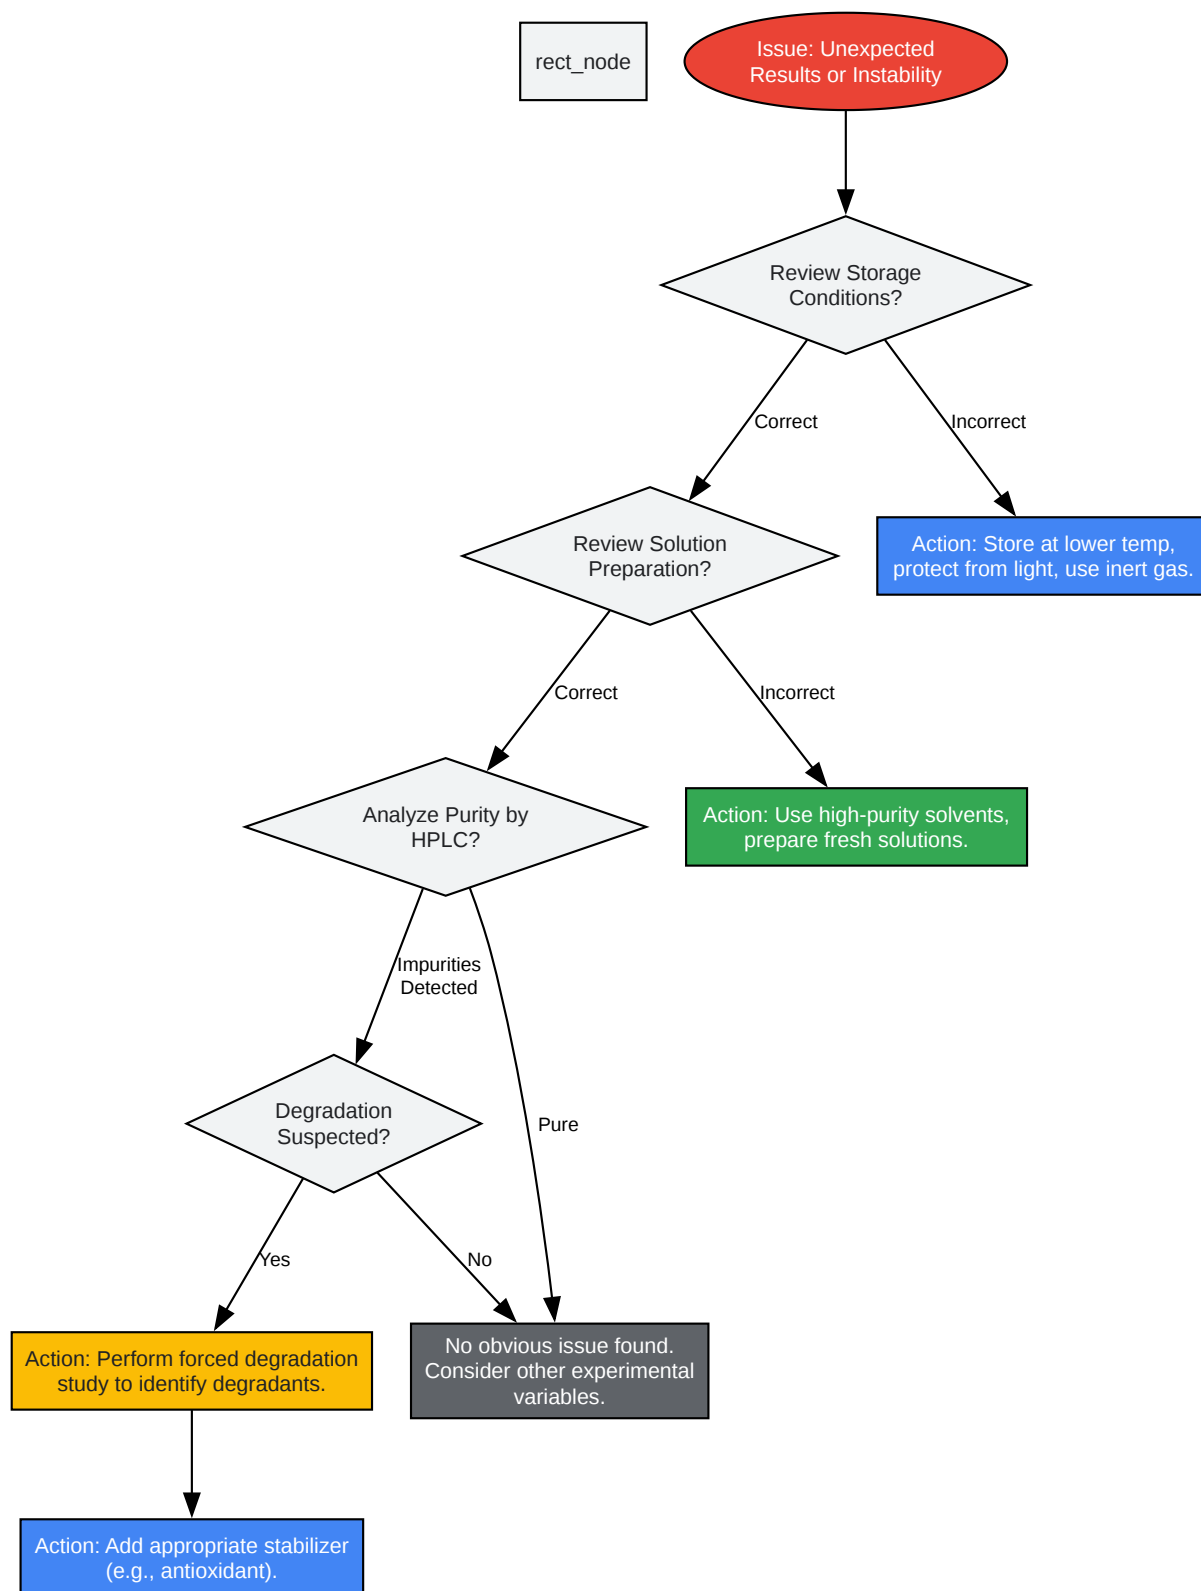 rect_node
Issue: Unexpected
Results or Instability
Review Storage
Conditions?
Correct
Incorrect
Review Solution
Preparation?
Action: Store at lower temp,
protect from light, use inert gas.
Correct
Incorrect
Analyze Purity by
HPLC?
Action: Use high-purity solvents,
prepare fresh solutions.
Impurities
Detected
Degradation
Suspected?
Pure
Yes
No
Action: Perform forced degradation
study to identify degradants.
No obvious issue found.
Consider other experimental
variables.
Action: Add appropriate stabilizer
(e.g., antioxidant).